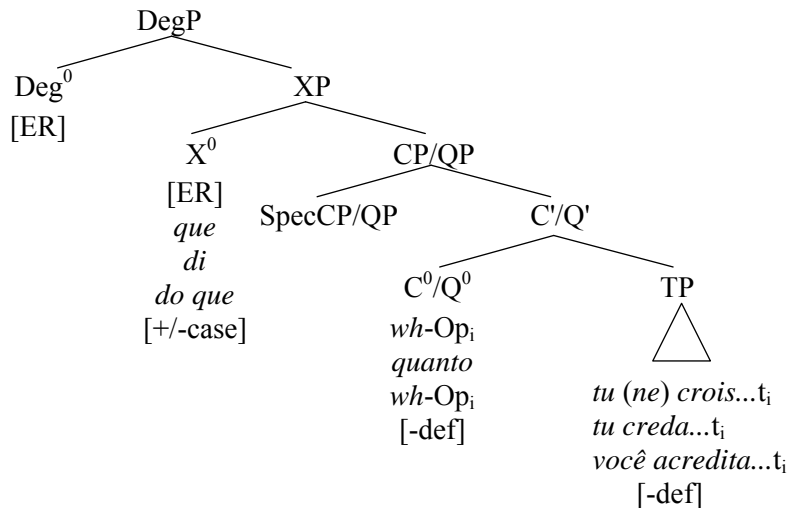 DegP
Deg⁰ XP
[ER]
X⁰ CP/QP
[ER]
que SpecCP/QP C'/Q'
di
do que C⁰/Q⁰ TP
[+/-case] wh-Opᵢ
quanto
wh-Opᵢ tu (ne) crois...tᵢ
[-def] tu creda...tᵢ
você acredita...tᵢ
[-def]